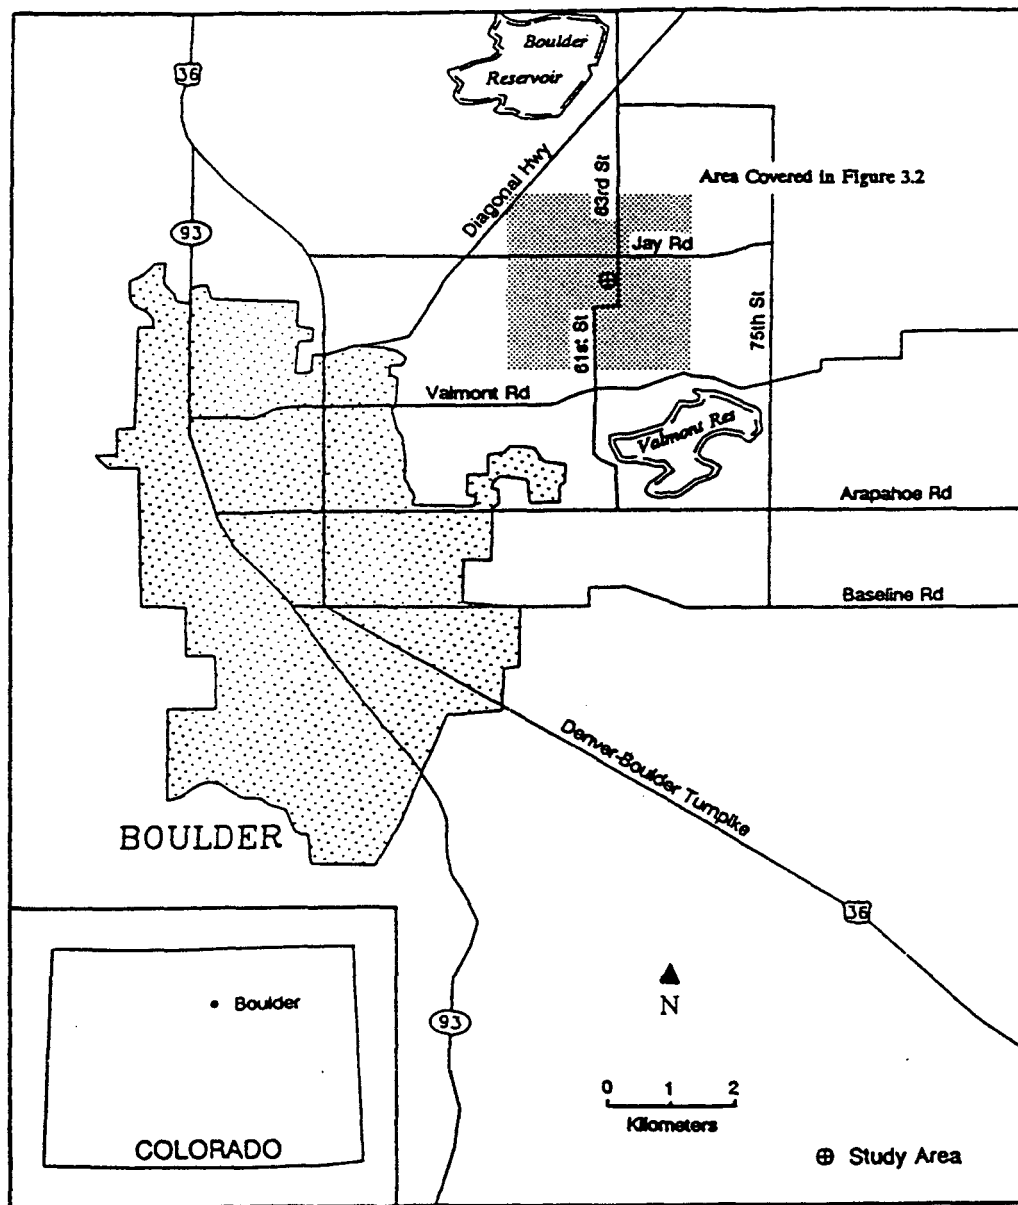 Boulder
Reservoir
36
Diagonal Hwy
63rd St
Area Covered in Figure 3.2
93
Jay Rd
61st St
75th St
Valmont Rd
Valmont Res
Arapahoe Rd
Baseline Rd
Denver-Boulder Turnpike
BOULDER
36
Boulder
N
93
0 1 2
Kilometers
COLORADO
⊕ Study Area